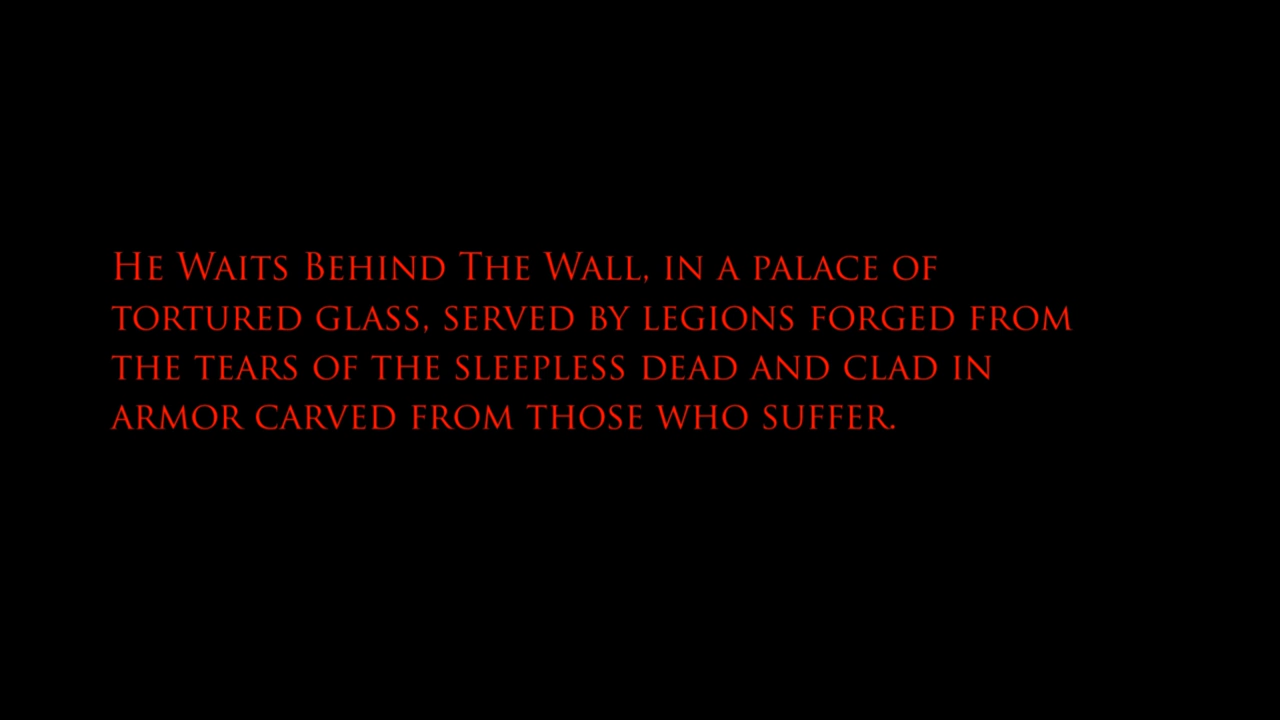 He Waits Behind The Wall, in a palace of
tortured glass, served by legions forged from
the tears of the sleepless dead and clad in
armor carved from those who suffer.